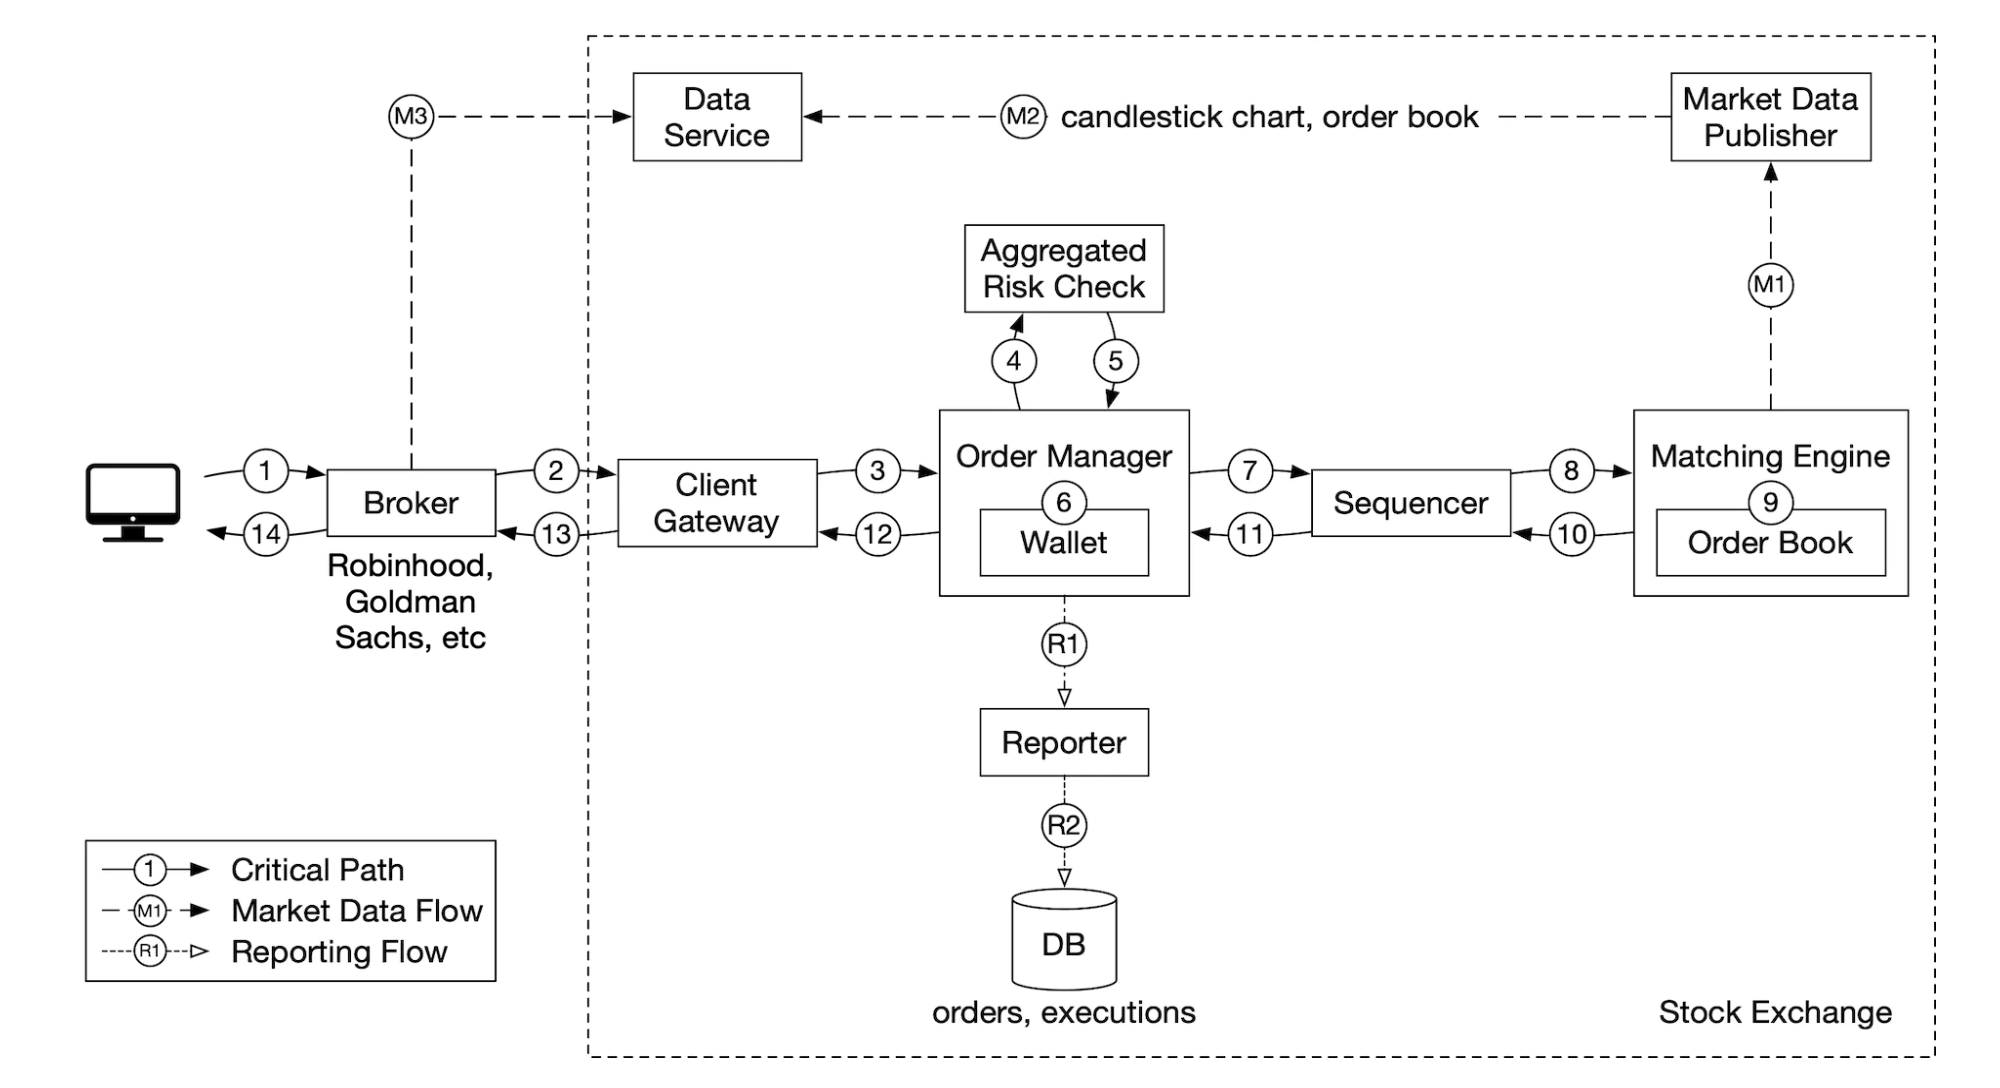 Data
Service
M3
M2
candlestick chart, order book
Market Data
Publisher
Aggregated
Risk Check
M1
4
5
1
2
3
7
8
Order Manager
6
Wallet
Matching Engine
9
Order Book
Broker
Client
Gateway
Sequencer
14
13
12
11
10
Robinhood,
Goldman
Sachs, etc
R1
Reporter
R2
DB
orders, executions
1 Critical Path
M1 Market Data Flow
R1 Reporting Flow
Stock Exchange